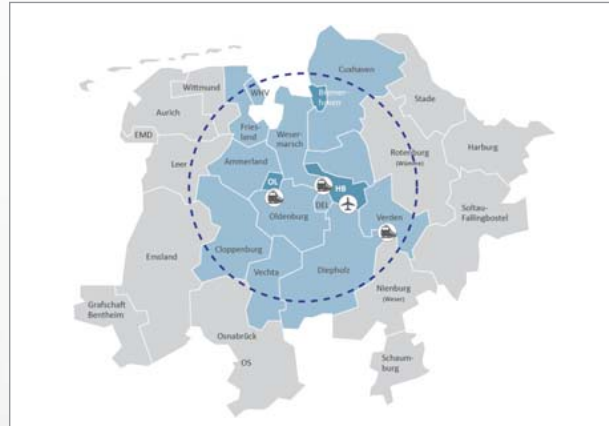 Cuxhaven
Wittmund
WHV
Bremer-
haven
Stade
Aurich
Fries-
land
Weser-
marsch
EMD
Harburg
Leer
Rotenburg
(Wümme)
Ammerland
OL
HB
DEL
Oldenburg
Verden
Soltau-
Fallingbostel
Cloppenburg
Emsland
Vechta
Diepholz
Nienburg
(Weser)
Grafschaft
Bentheim
Osnabrück
OS
Schaum-
burg